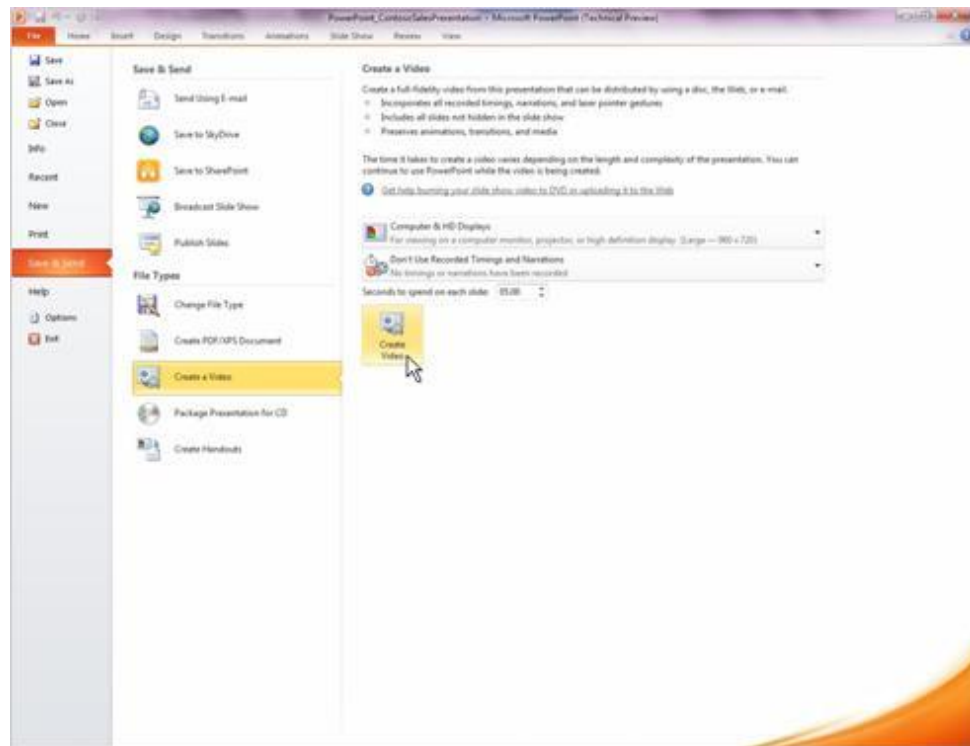 PowerPoint_ContosoSalesPresentation - Microsoft PowerPoint (Technical Preview)
File Home Insert Design Transitions Animations Slide Show Review View
Save
Save As
Open
Close
Info
Recent
New
Print
Save & Send
Help
Options
Exit
Save & Send
Send Using E-mail
Save to SkyDrive
Save to SharePoint
Broadcast Slide Show
Publish Slides
File Types
Change File Type
Create PDF/XPS Document
Create a Video
Package Presentation for CD
Create Handouts
Create a Video
Create a full-fidelity video from this presentation that can be distributed by using a disc, the Web, or e-mail.
Incorporates all recorded timings, narrations, and laser pointer gestures
Includes all slides not hidden in the slide show
Preserves animations, transitions, and media
The time it takes to create a video varies depending on the length and complexity of the presentation. You can
continue to use PowerPoint while the video is being created.
Get help burning your slide show video to DVD or uploading it to the Web
Computer & HD Displays
For viewing on a computer monitor, projector, or high definition display (Large — 960 x 720)
Don't Use Recorded Timings and Narrations
No timings or narrations have been recorded
Seconds to spend on each slide: 05.00
Create
Video